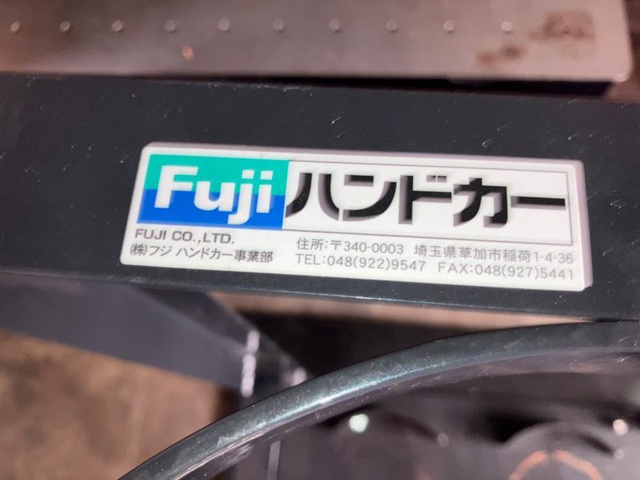 Fuji ハンドカー
FUJI CO.,LTD.
(株)フジ ハンドカー事業部
住所:〒340-0003 埼玉県草加市稲荷1-4-36
TEL:048(922)9547 FAX:048(927)5441